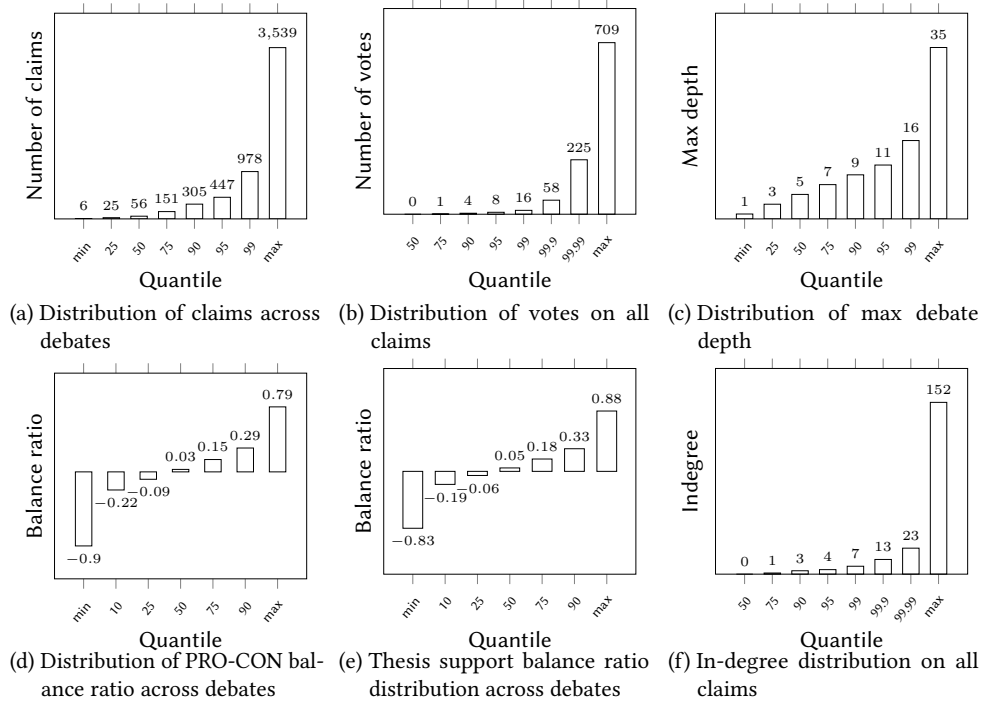 Number of claims
6 25 56 151 305 447 978 3,539
min 25 50 75 90 95 99 max
Quantile
(a) Distribution of claims across
debates
Number of votes
0 1 4 8 16 58 225 709
50 75 90 95 99 99.9 99.99 max
Quantile
(b) Distribution of votes on all
claims
Max depth
1 3 5 7 9 11 16 35
min 25 50 75 90 95 99 max
Quantile
(c) Distribution of max debate
depth
Balance ratio
−0.9 −0.22 −0.09 0.03 0.15 0.29 0.79
min 10 25 50 75 90 max
Quantile
(d) Distribution of PRO-CON bal-
ance ratio across debates
Balance ratio
−0.83 −0.19 −0.06 0.05 0.18 0.33 0.88
min 10 25 50 75 90 max
Quantile
(e) Thesis support balance ratio
distribution across debates
Indegree
0 1 3 4 7 13 23 152
50 75 90 95 99 99.9 99.99 max
Quantile
(f) In-degree distribution on all
claims